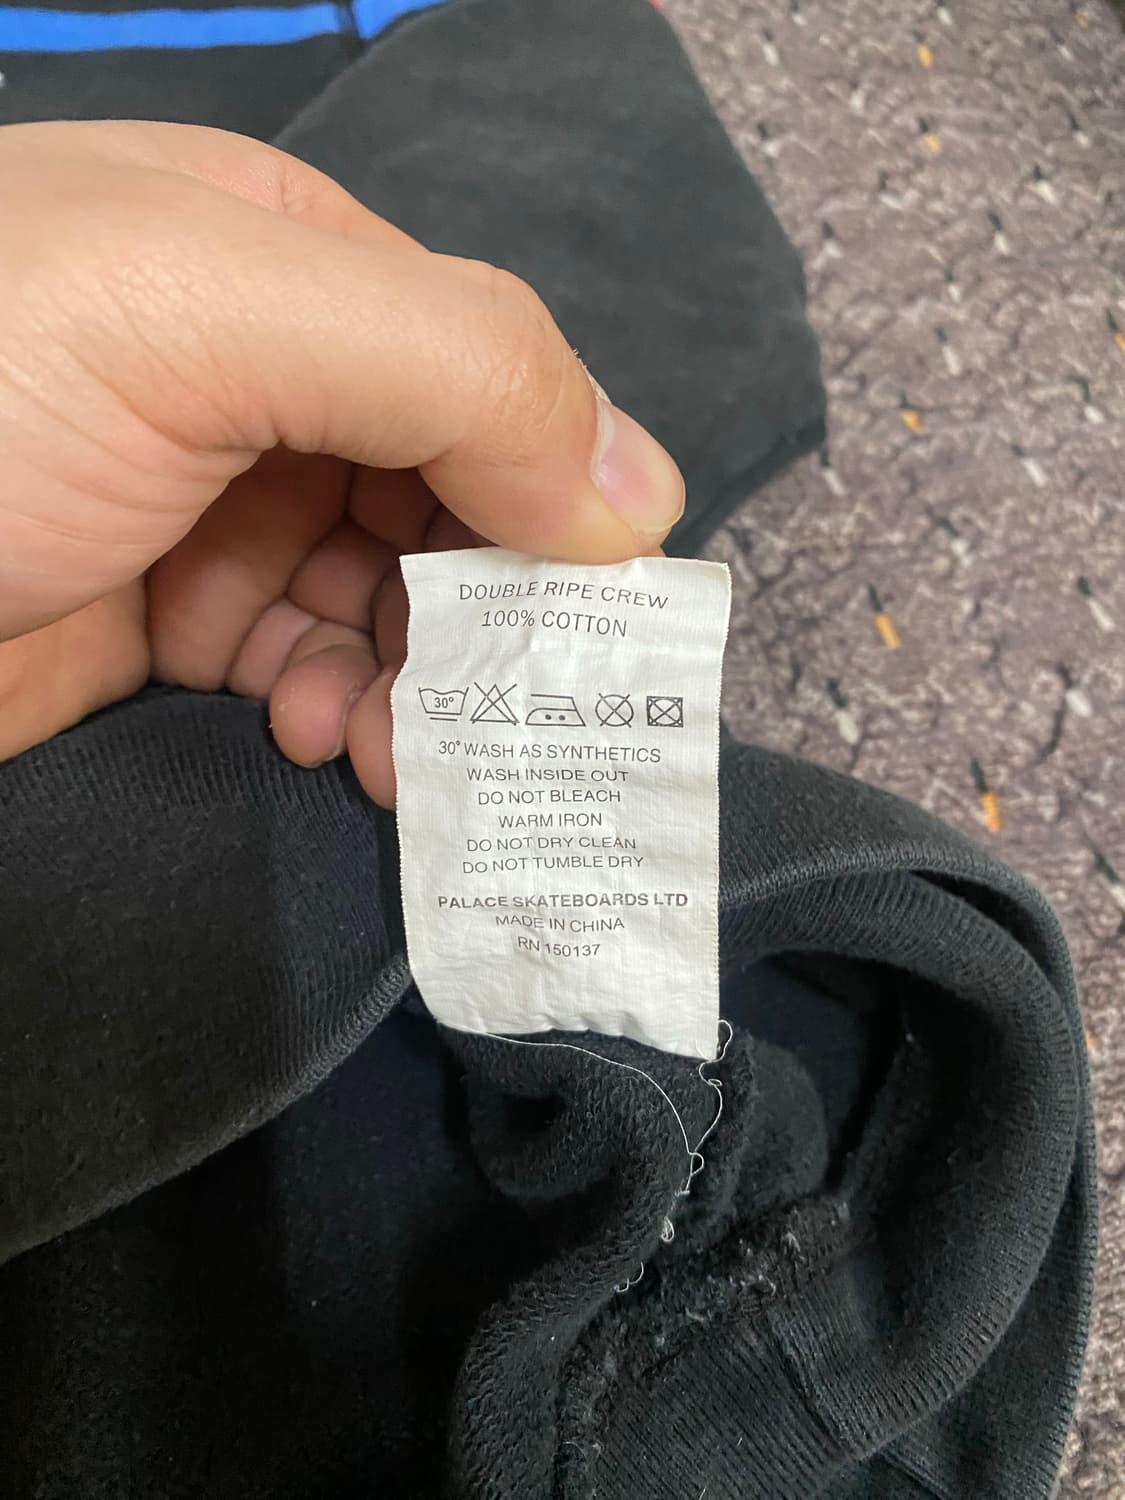 DOUBLE RIPE CREW
100% COTTON
30°
30° WASH AS SYNTHETICS
WASH INSIDE OUT
DO NOT BLEACH
WARM IRON
DO NOT DRY CLEAN
DO NOT TUMBLE DRY
PALACE SKATEBOARDS LTD
MADE IN CHINA
RN 150137